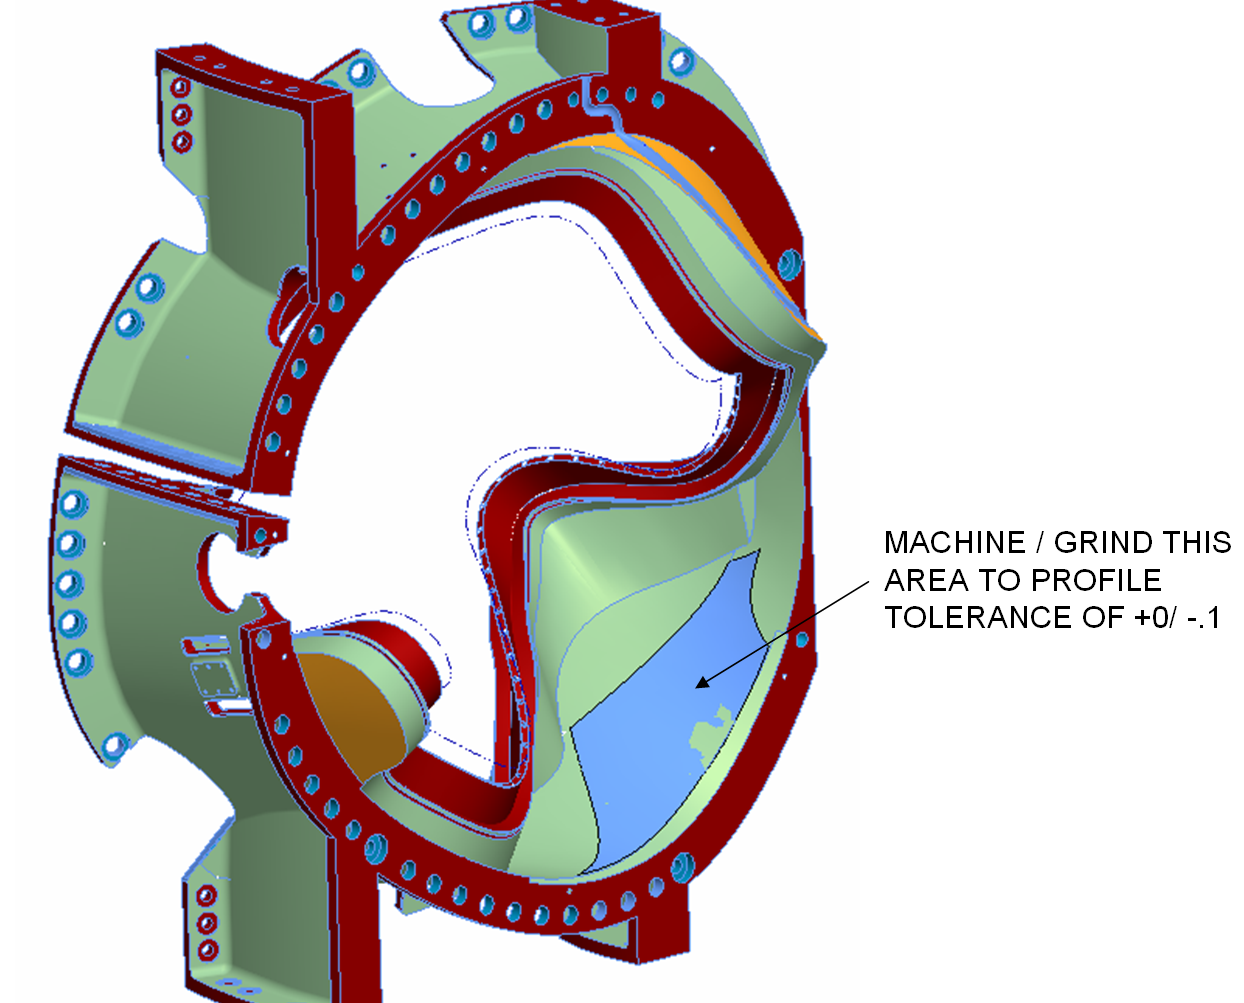 MACHINE / GRIND THIS
AREA TO PROFILE
TOLERANCE OF +0/ -.1